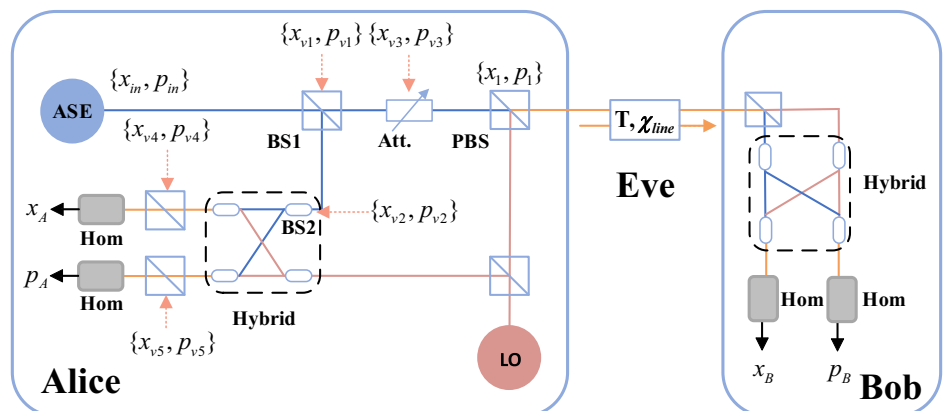 {x_{v1}, p_{v1}} {x_{v3}, p_{v3}}
{x_{in}, p_{in}}
{x_1, p_1}
ASE
{x_{v4}, p_{v4}}
BS1
Att.
PBS
T, χ_{line}
Eve
Hybrid
x_A
Hom
BS2
{x_{v2}, p_{v2}}
p_A
Hom
Hybrid
{x_{v5}, p_{v5}}
LO
Alice
Hom
Hom
x_B
p_B
Bob